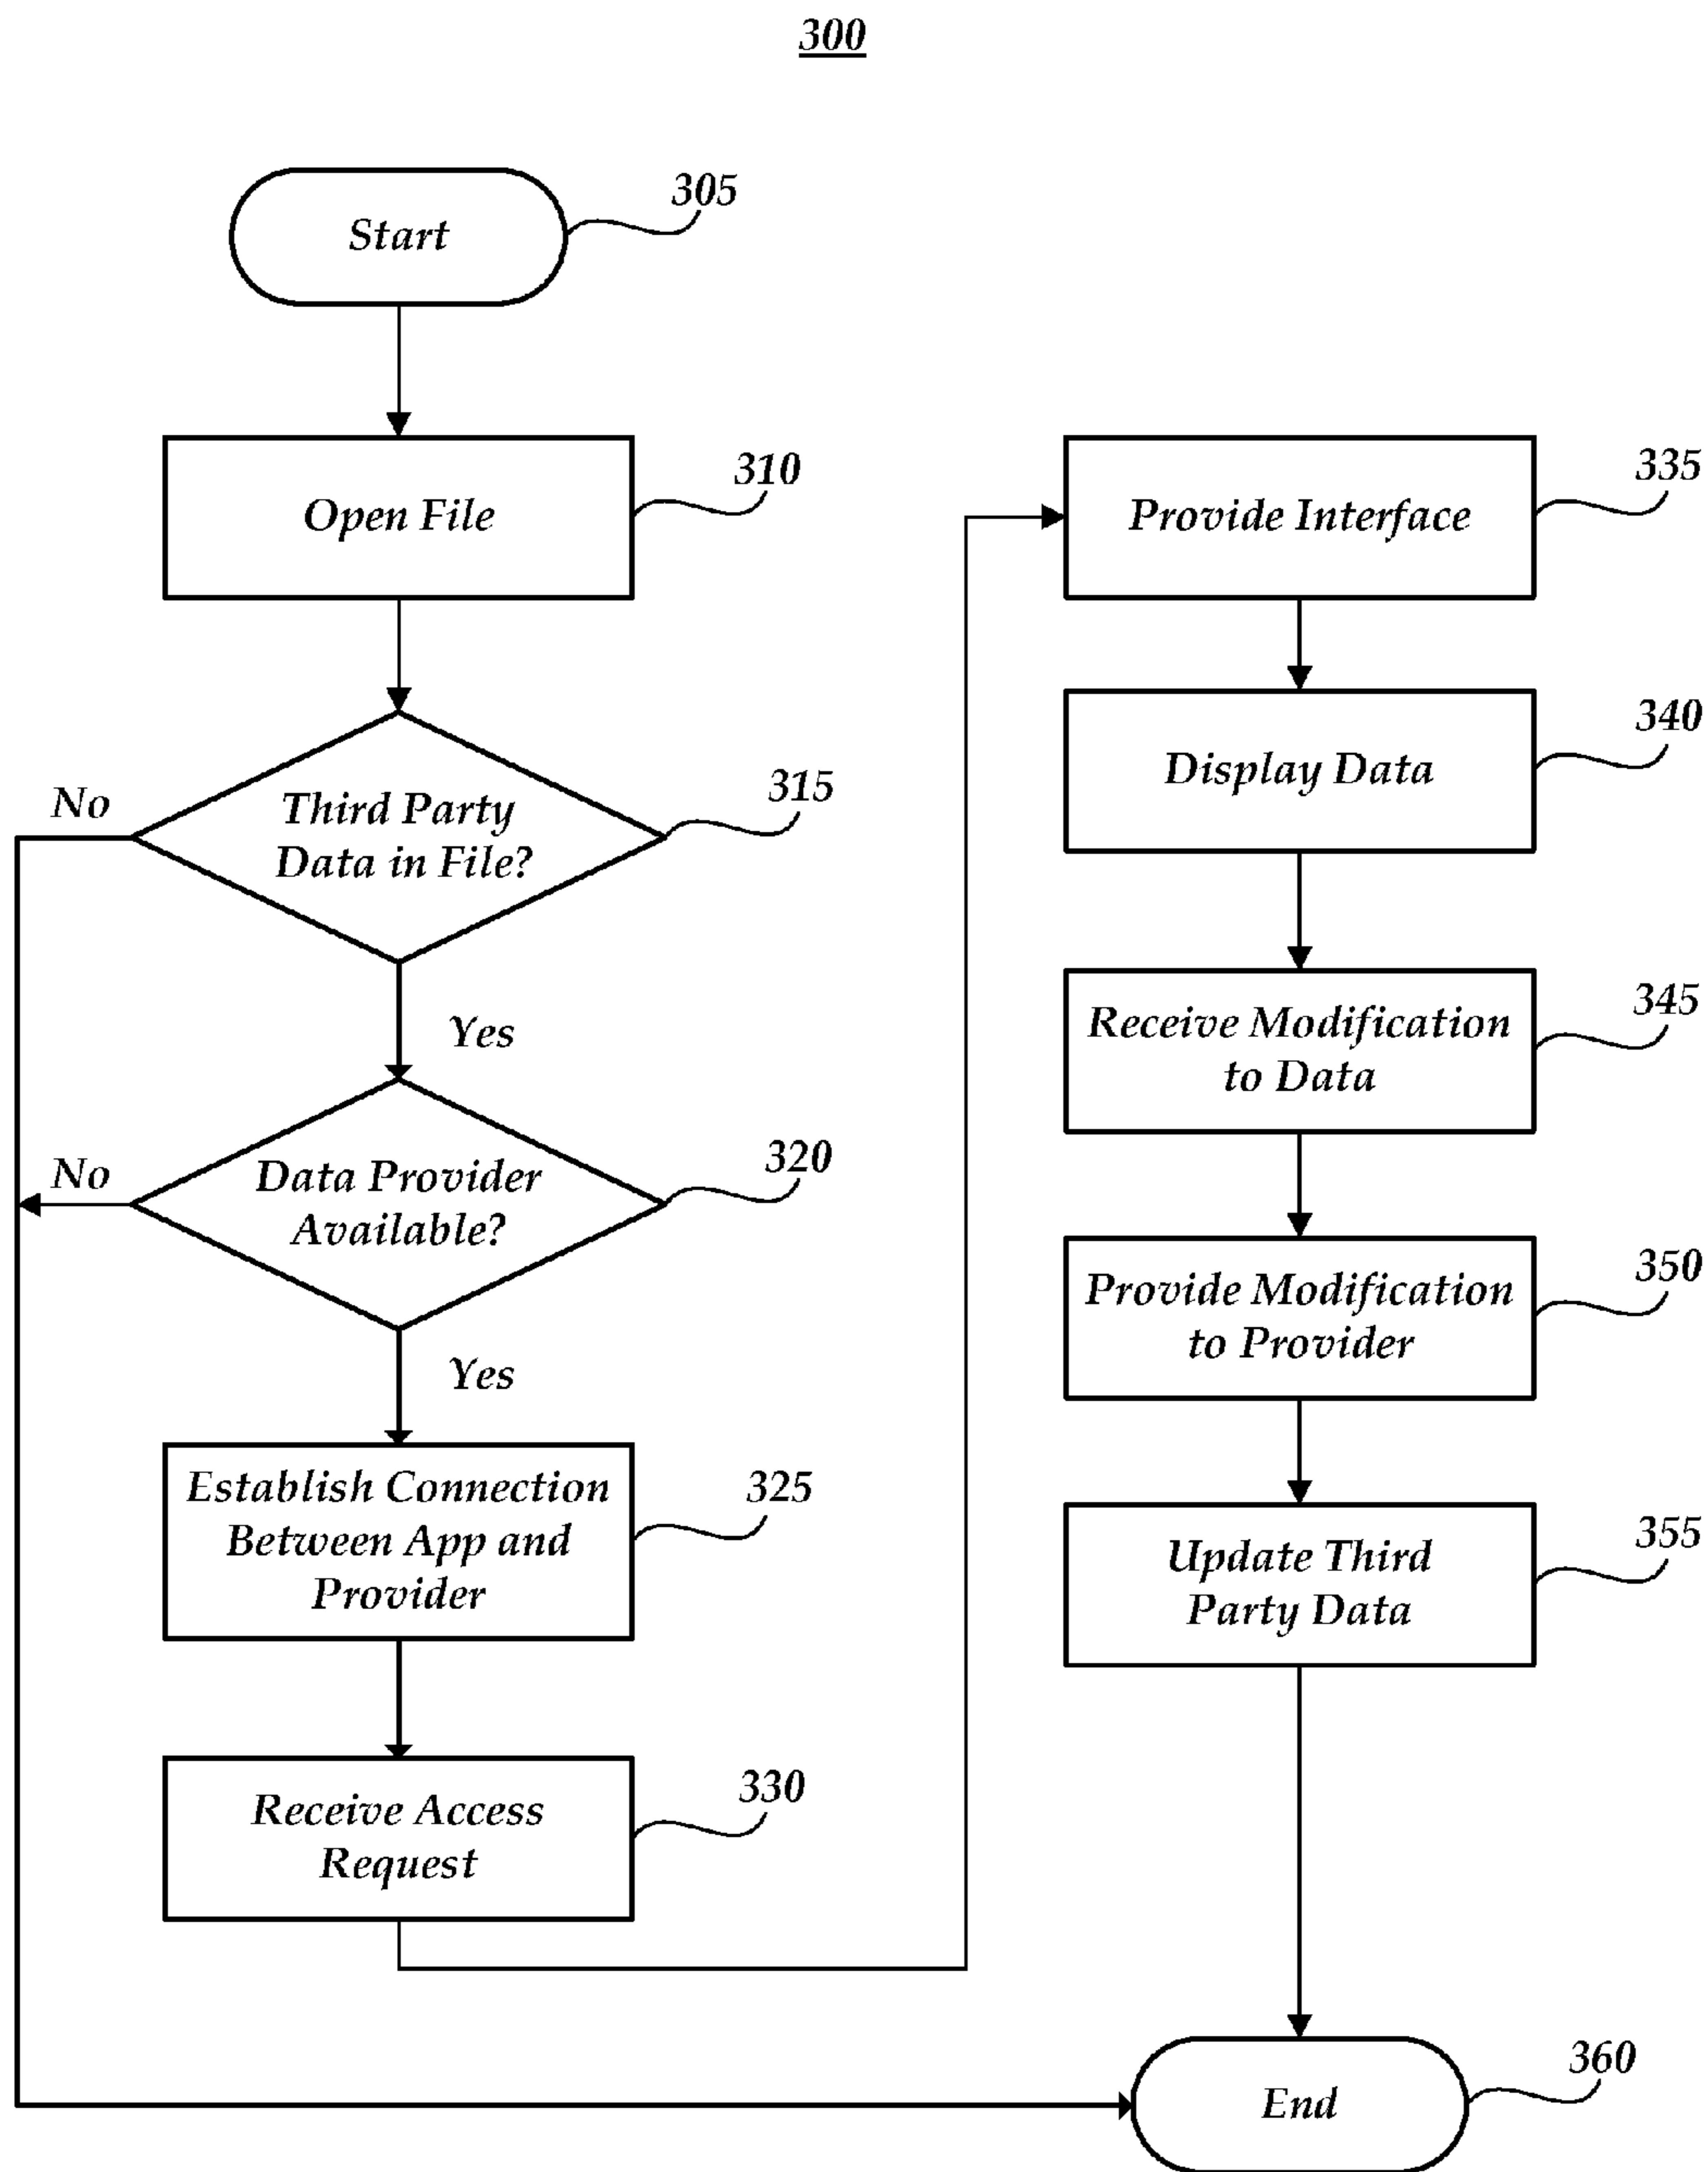 300
Start
305
Open File
310
Third Party
Data in File?
315
No
Yes
Data Provider
Available?
320
No
Yes
Establish Connection
Between App and
Provider
325
Receive Access
Request
330
Provide Interface
335
Display Data
340
Receive Modification
to Data
345
Provide Modification
to Provider
350
Update Third
Party Data
355
End
360